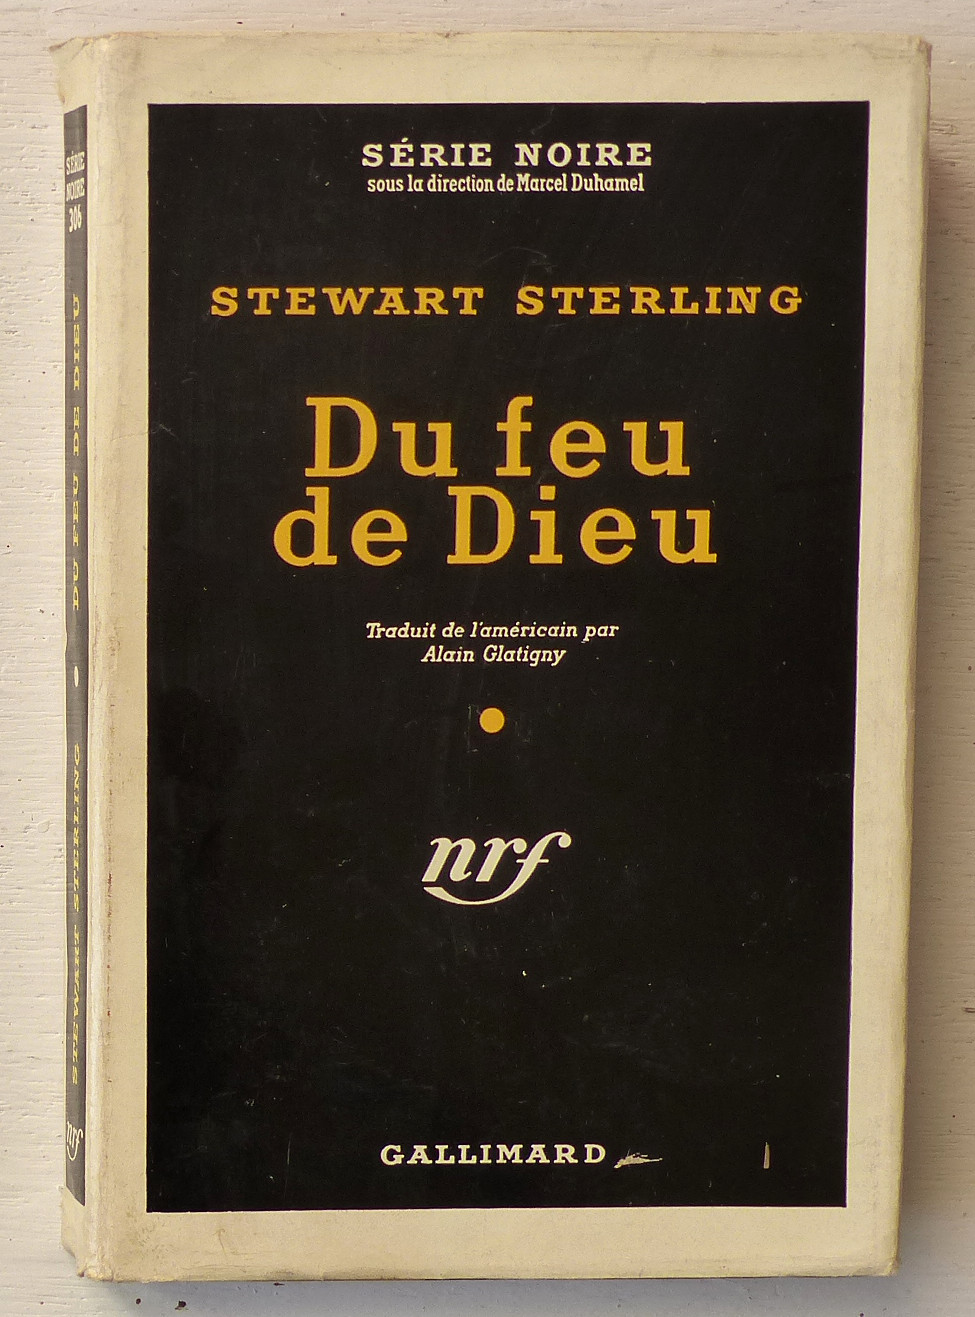 SÉRIE NOIRE
sous la direction de Marcel Duhamel
STEWART STERLING
Du feu
de Dieu
Traduit de l'américain par
Alain Glatigny
nrf
GALLIMARD
SÉRIE
NOIRE
306
STEWART STERLING • DU FEU DE DIEU
nrf